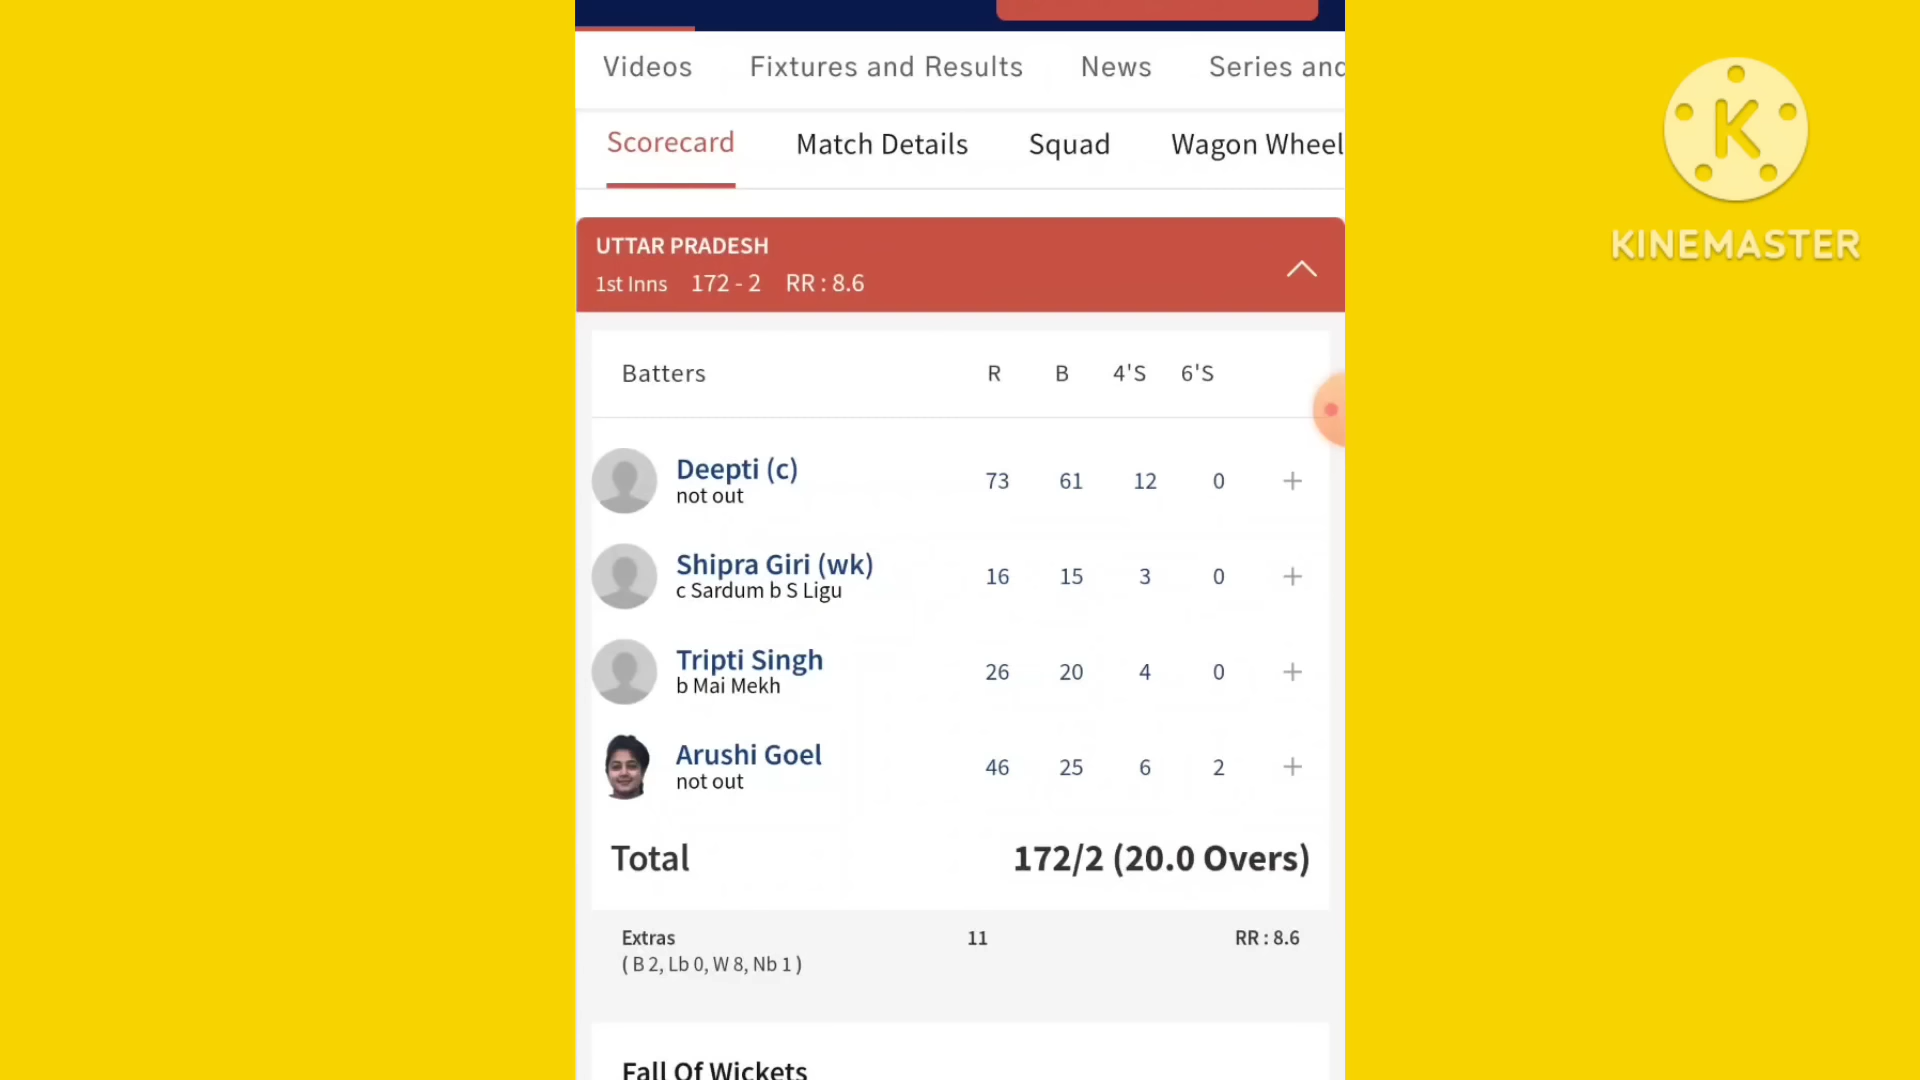 Videos Fixtures and Results News Series and
Scorecard Match Details Squad Wagon Wheel
UTTAR PRADESH
1st Inns 172 - 2 RR : 8.6
Batters R B 4'S 6'S
Deepti (c) 73 61 12 0 +
not out
Shipra Giri (wk) 16 15 3 0 +
c Sardum b S Ligu
Tripti Singh 26 20 4 0 +
b Mai Mekh
Arushi Goel 46 25 6 2 +
not out
Total 172/2 (20.0 Overs)
Extras 11 RR : 8.6
( B 2, Lb 0, W 8, Nb 1 )
Fall Of Wickets
K
KINEMASTER